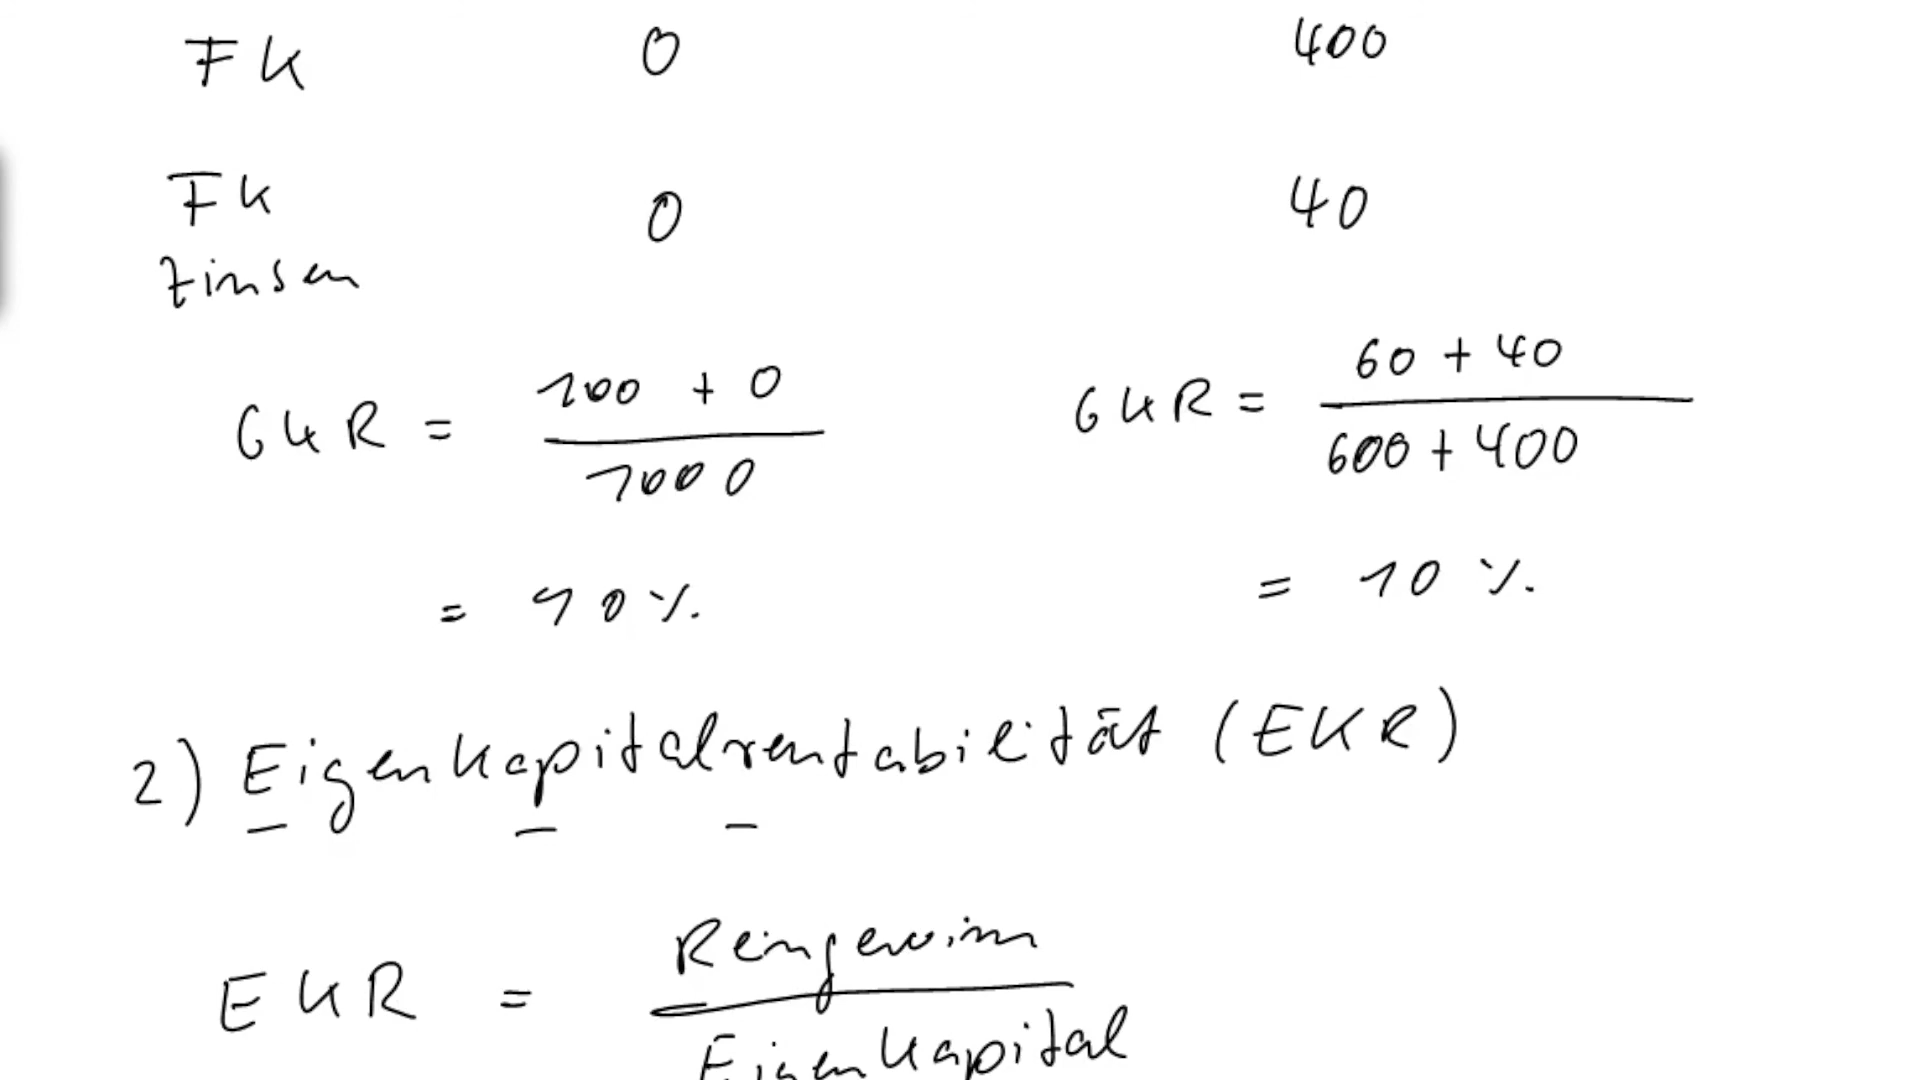 FK 0 400
FK 0 40
Zinsen
GKR = 100 + 0 / 1000 GKR = 60 + 40 / 600 + 400
= 10 % = 10 %
2) Eigenkapitalrentabilität (EKR)
EKR = Reingewinn / Eigenkapital